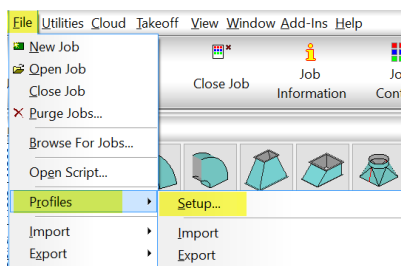 File Utilities Cloud Takeoff View Window Add-Ins Help
New Job
Open Job
Close Job
Purge Jobs...
Browse For Jobs...
Open Script...
Profiles
Import
Export
Close Job
Job
Information
Job
Setup...
Import
Export